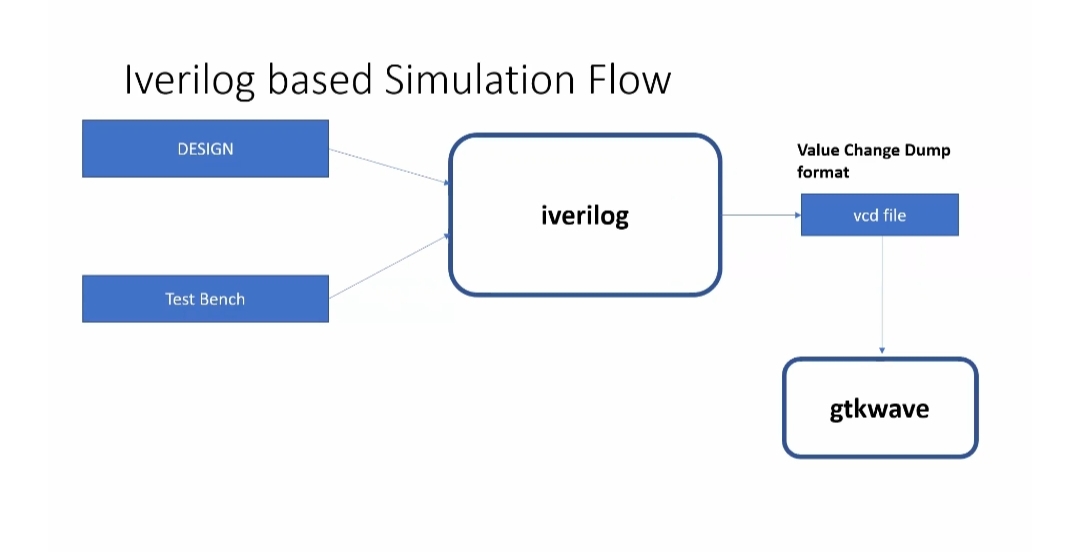 Iverilog based Simulation Flow
DESIGN
Test Bench
iverilog
Value Change Dump
format
vcd file
gtkwave